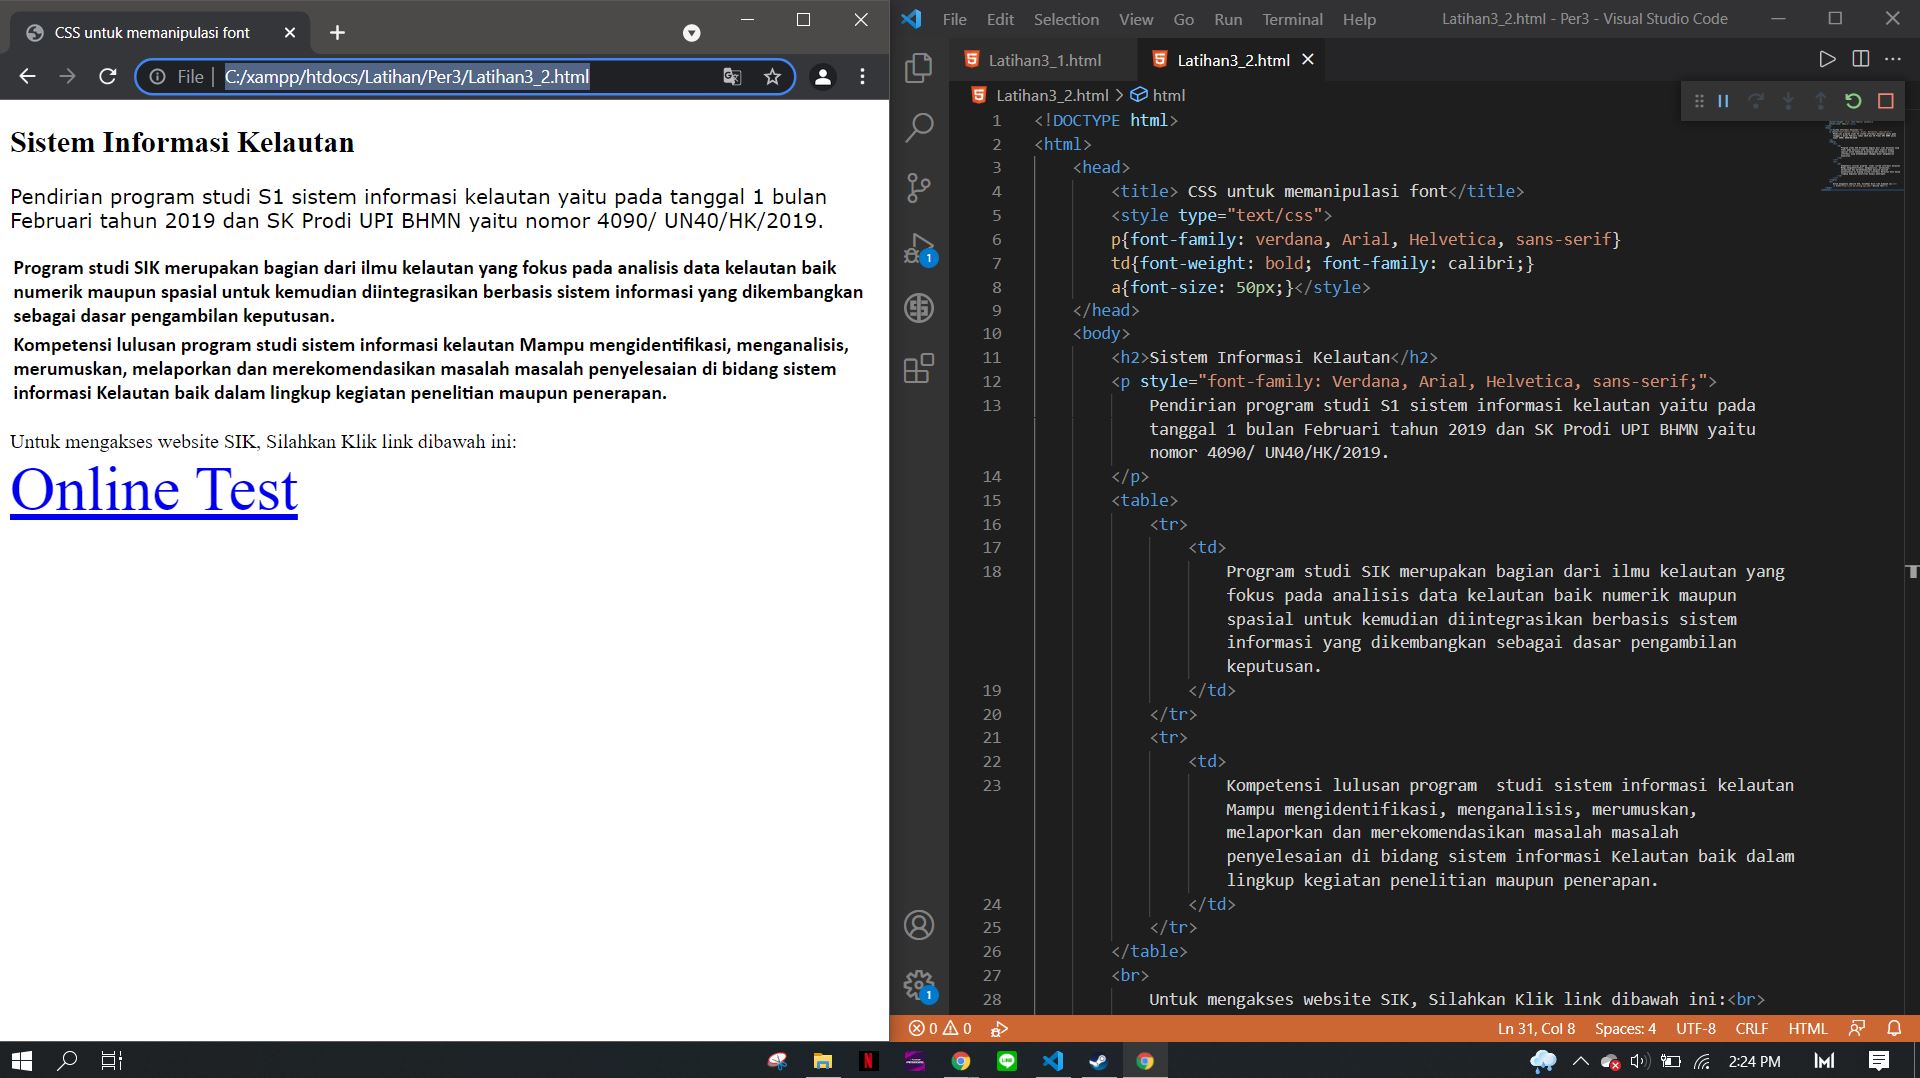 CSS untuk memanipulasi font
File | C:/xampp/htdocs/Latihan/Per3/Latihan3_2.html
Sistem Informasi Kelautan
Pendirian program studi S1 sistem informasi kelautan yaitu pada tanggal 1 bulan
Februari tahun 2019 dan SK Prodi UPI BHMN yaitu nomor 4090/ UN40/HK/2019.
Program studi SIK merupakan bagian dari ilmu kelautan yang fokus pada analisis data kelautan baik
numerik maupun spasial untuk kemudian diintegrasikan berbasis sistem informasi yang dikembangkan
sebagai dasar pengambilan keputusan.
Kompetensi lulusan program studi sistem informasi kelautan Mampu mengidentifikasi, menganalisis,
merumuskan, melaporkan dan merekomendasikan masalah masalah penyelesaian di bidang sistem
informasi Kelautan baik dalam lingkup kegiatan penelitian maupun penerapan.
Untuk mengakses website SIK, Silahkan Klik link dibawah ini:
Online Test
File Edit Selection View Go Run Terminal Help Latihan3_2.html - Per3 - Visual Studio Code
Latihan3_1.html Latihan3_2.html
Latihan3_2.html > html
1 <!DOCTYPE html>
2 <html>
3 <head>
4 <title> CSS untuk memanipulasi font</title>
5 <style type="text/css">
6 p{font-family: verdana, Arial, Helvetica, sans-serif}
7 td{font-weight: bold; font-family: calibri;}
8 a{font-size: 50px;}</style>
9 </head>
10 <body>
11 <h2>Sistem Informasi Kelautan</h2>
12 <p style="font-family: Verdana, Arial, Helvetica, sans-serif;">
13 Pendirian program studi S1 sistem informasi kelautan yaitu pada
tanggal 1 bulan Februari tahun 2019 dan SK Prodi UPI BHMN yaitu
nomor 4090/ UN40/HK/2019.
14 </p>
15 <table>
16 <tr>
17 <td>
18 Program studi SIK merupakan bagian dari ilmu kelautan yang
fokus pada analisis data kelautan baik numerik maupun
spasial untuk kemudian diintegrasikan berbasis sistem
informasi yang dikembangkan sebagai dasar pengambilan
keputusan.
19 </td>
20 </tr>
21 <tr>
22 <td>
23 Kompetensi lulusan program  studi sistem informasi kelautan
Mampu mengidentifikasi, menganalisis, merumuskan,
melaporkan dan merekomendasikan masalah masalah
penyelesaian di bidang sistem informasi Kelautan baik dalam
lingkup kegiatan penelitian maupun penerapan.
24 </td>
25 </tr>
26 </table>
27 <br>
28 Untuk mengakses website SIK, Silahkan Klik link dibawah ini:<br>
1
1
0 0 Ln 31, Col 8 Spaces: 4 UTF-8 CRLF HTML
2:24 PM